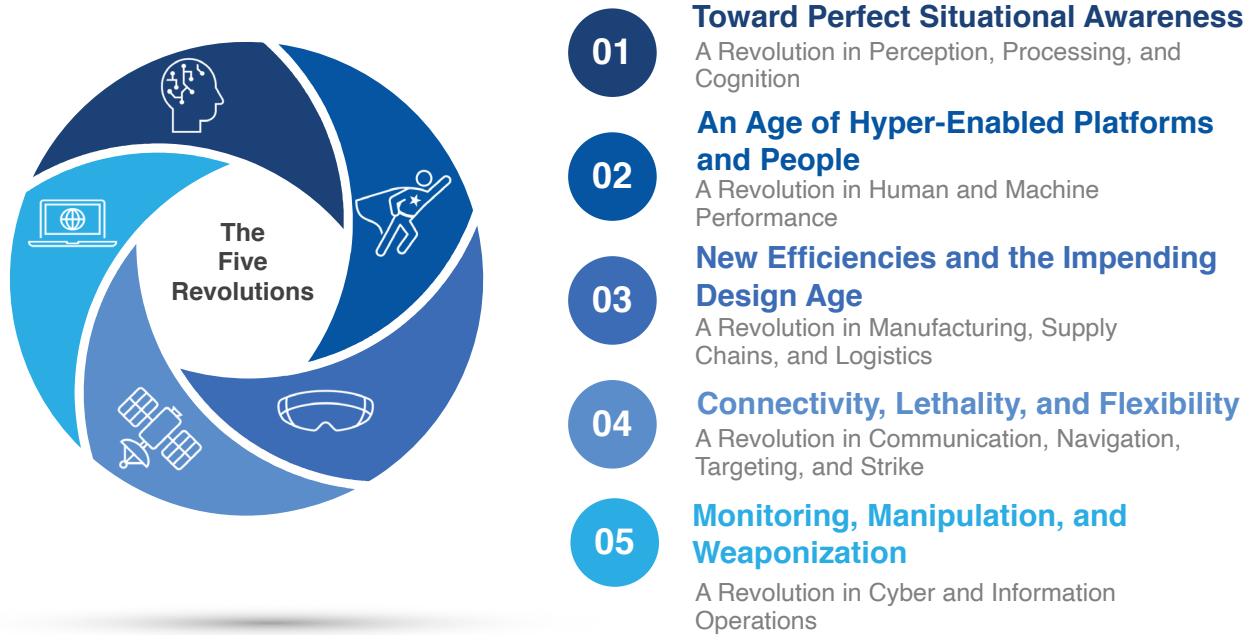 The
Five
Revolutions
01
Toward Perfect Situational Awareness
A Revolution in Perception, Processing, and
Cognition
02
An Age of Hyper-Enabled Platforms
and People
A Revolution in Human and Machine
Performance
03
New Efficiencies and the Impending
Design Age
A Revolution in Manufacturing, Supply
Chains, and Logistics
04
Connectivity, Lethality, and Flexibility
A Revolution in Communication, Navigation,
Targeting, and Strike
05
Monitoring, Manipulation, and
Weaponization
A Revolution in Cyber and Information
Operations